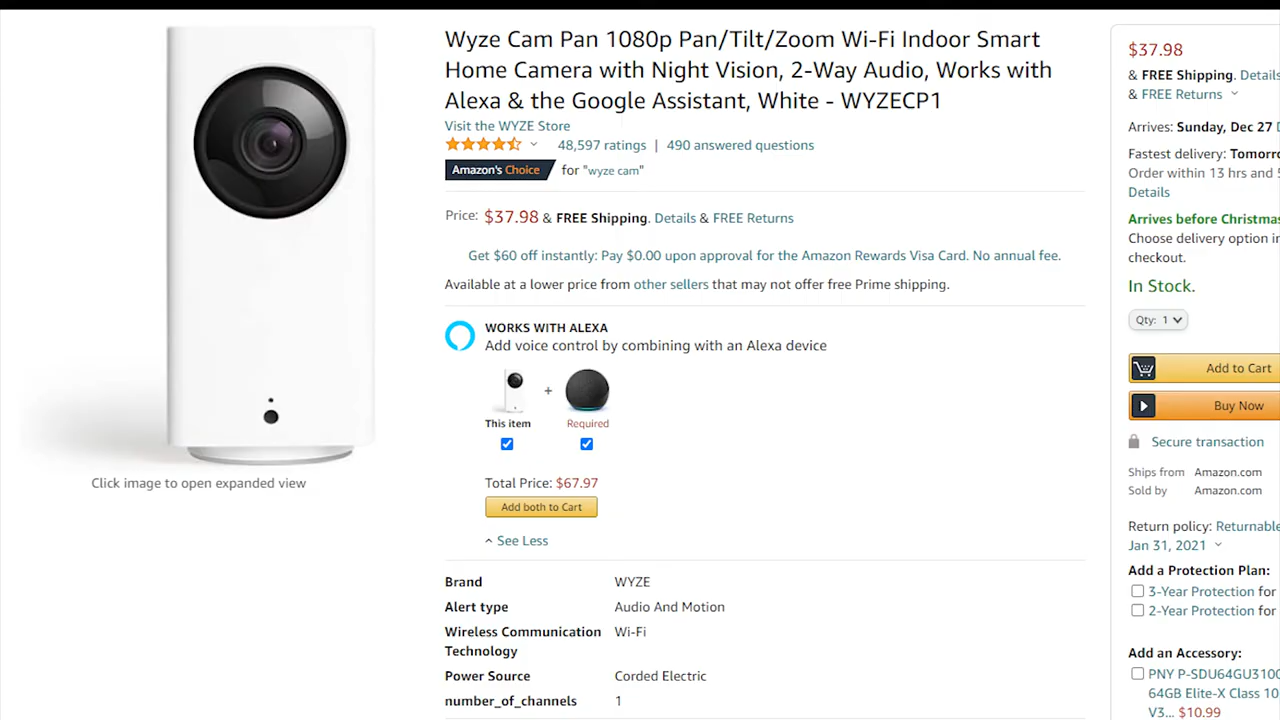 Wyze Cam Pan 1080p Pan/Tilt/Zoom Wi-Fi Indoor Smart
Home Camera with Night Vision, 2-Way Audio, Works with
Alexa & the Google Assistant, White - WYZECP1
Visit the WYZE Store
48,597 ratings | 490 answered questions
Amazon's Choice for "wyze cam"
Price: $37.98 & FREE Shipping. Details & FREE Returns
Get $60 off instantly: Pay $0.00 upon approval for the Amazon Rewards Visa Card. No annual fee.
Available at a lower price from other sellers that may not offer free Prime shipping.
WORKS WITH ALEXA
Add voice control by combining with an Alexa device
+
This item Required
Total Price: $67.97
Add both to Cart
See Less
Brand WYZE
Alert type Audio And Motion
Wireless Communication Wi-Fi
Technology
Power Source Corded Electric
number_of_channels 1
Click image to open expanded view
$37.98
& FREE Shipping. Details
& FREE Returns
Arrives: Sunday, Dec 27
Fastest delivery:
Order within 13 hrs and
Details
Arrives before
Choose delivery option
checkout.
In Stock.
Qty: 1
Add to Cart
Buy Now
Secure transaction
Ships from Amazon.com
Sold by Amazon.com
Return policy: Returnable
Jan 31, 2021
Add a Protection Plan:
3-Year Protection for
2-Year Protection for
Add an Accessory:
64GB Elite-X Class 10
V3... $10.99